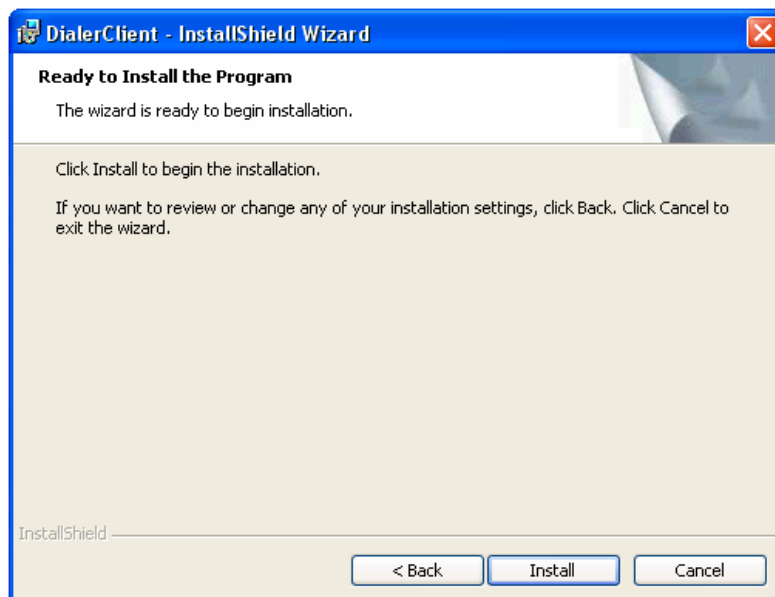 DialerClient - InstallShield Wizard
Ready to Install the Program
The wizard is ready to begin installation.
Click Install to begin the installation.
If you want to review or change any of your installation settings, click Back. Click Cancel to
exit the wizard.
InstallShield
< Back
Install
Cancel